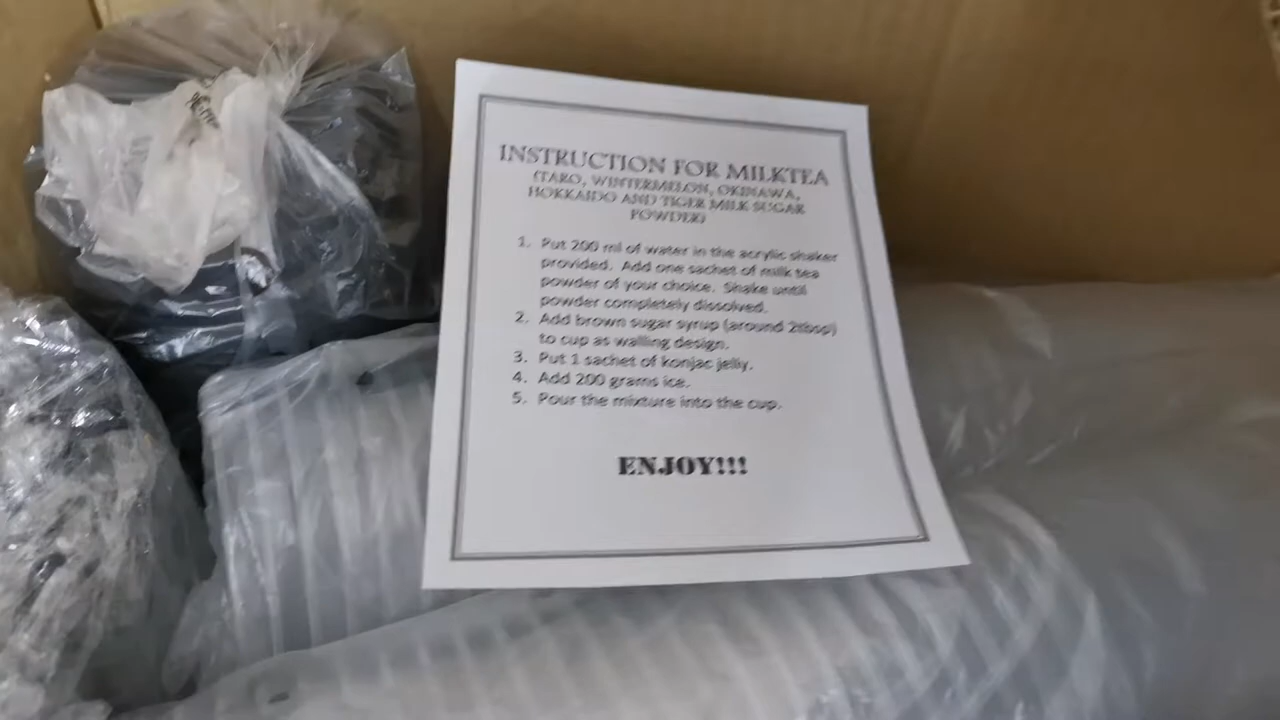 INSTRUCTION FOR MILKTEA
(TARO, WINTERMELON, OKINAWA,
HOKKAIDO AND TIGER MILK SUGAR
POWDER)
1. Put 200 ml of water in the acrylic shaker
provided. Add one sachet of milk tea
powder of your choice. Shake until
powder completely dissolved.
2. Add brown sugar syrup (around 2tbsp)
to cup as walling design.
3. Put 1 sachet of konjac jelly.
4. Add 200 grams ice.
5. Pour the mixture into the cup.
ENJOY!!!